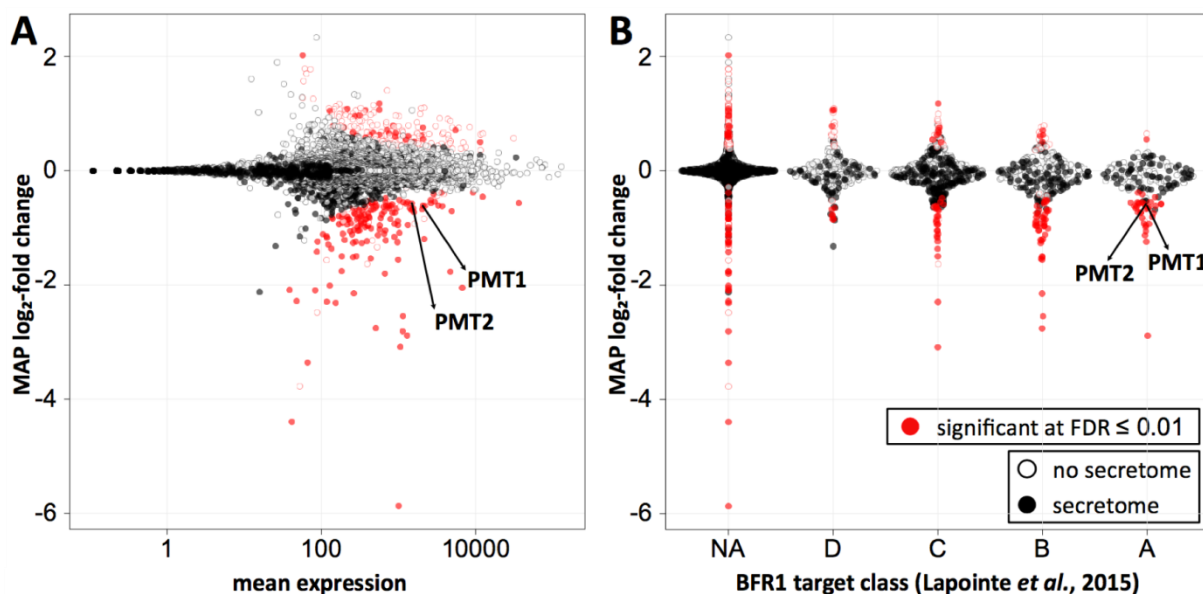 A
MAP log₂-fold change
2
0
-2
-4
-6
PMT1
PMT2
1
100
10000
mean expression
B
MAP log₂-fold change
2
0
-2
-4
-6
PMT2
PMT1
significant at FDR ≤ 0.01
no secretome
secretome
NA
D
C
B
A
BFR1 target class (Lapointe et al., 2015)